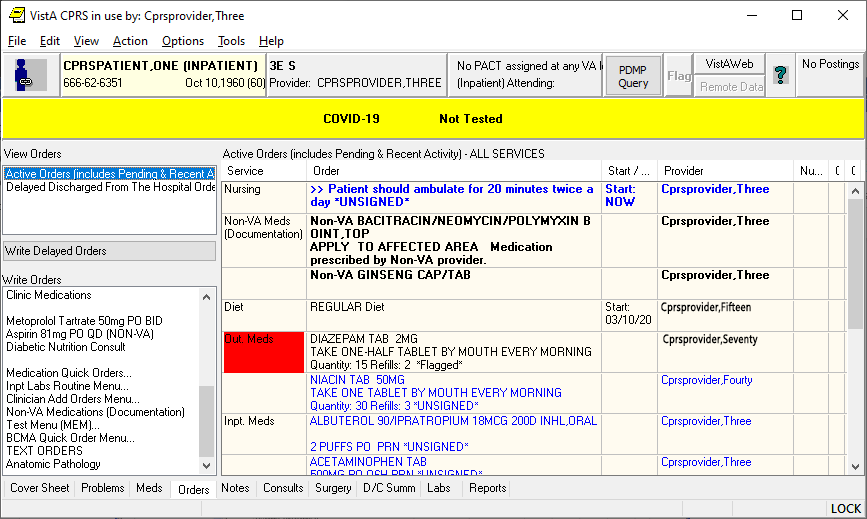 VistA CPRS in use by: Cprsprovider,Three
File Edit View Action Options Tools Help
CPRSPATIENT,ONE (INPATIENT)
666-62-6351 Oct 10,1960 (60)
3E S
Provider: CPRSPROVIDER,THREE
No PACT assigned at any VA l
(Inpatient) Attending:
PDMP
Query
Flag
VistAWeb
Remote Data
?
No Postings
COVID-19 Not Tested
View Orders
Active Orders (includes Pending & Recent A
Delayed Discharged From The Hospital Orde
Write Delayed Orders
Write Orders
Clinic Medications
Metoprolol Tartrate 50mg PO BID
Aspirin 81mg PO QD (NON-VA)
Diabetic Nutrition Consult
Medication Quick Orders...
Inpt Labs Routine Menu...
Clinician Add Orders Menu...
Non-VA Medications (Documentation)
Test Menu (MEM)...
BCMA Quick Order Menu...
TEXT ORDERS
Anatomic Pathology
Active Orders (includes Pending & Recent Activity) - ALL SERVICES
Service Order Start / ... Provider Nu... C C
Nursing >> Patient should ambulate for 20 minutes twice a Start: Cprsprovider,Three
day *UNSIGNED* NOW
Non-VA Meds Non-VA BACITRACIN/NEOMYCIN/POLYMYXIN B Cprsprovider,Three
(Documentation) OINT,TOP
APPLY TO AFFECTED AREA Medication
prescribed by Non-VA provider.
Non-VA GINSENG CAP/TAB Cprsprovider,Three
Diet REGULAR Diet Start: Cprsprovider,Fifteen
03/10/20
Out. Meds DIAZEPAM TAB 2MG Cprsprovider,Seventy
TAKE ONE-HALF TABLET BY MOUTH EVERY MORNING
Quantity: 15 Refills: 2 *Flagged*
NIACIN TAB 50MG Cprsprovider,Fourty
TAKE ONE TABLET BY MOUTH EVERY MORNING
Quantity: 30 Refills: 3 *UNSIGNED*
Inpt. Meds ALBUTEROL 90/IPRATROPIUM 18MCG 200D INHL,ORAL Cprsprovider,Three
2 PUFFS PO PRN *UNSIGNED*
ACETAMINOPHEN TAB Cprsprovider,Three
500MG PO Q6H PRN *UNSIGNED*
Cover Sheet Problems Meds Orders Notes Consults Surgery D/C Summ Labs Reports
LOCK